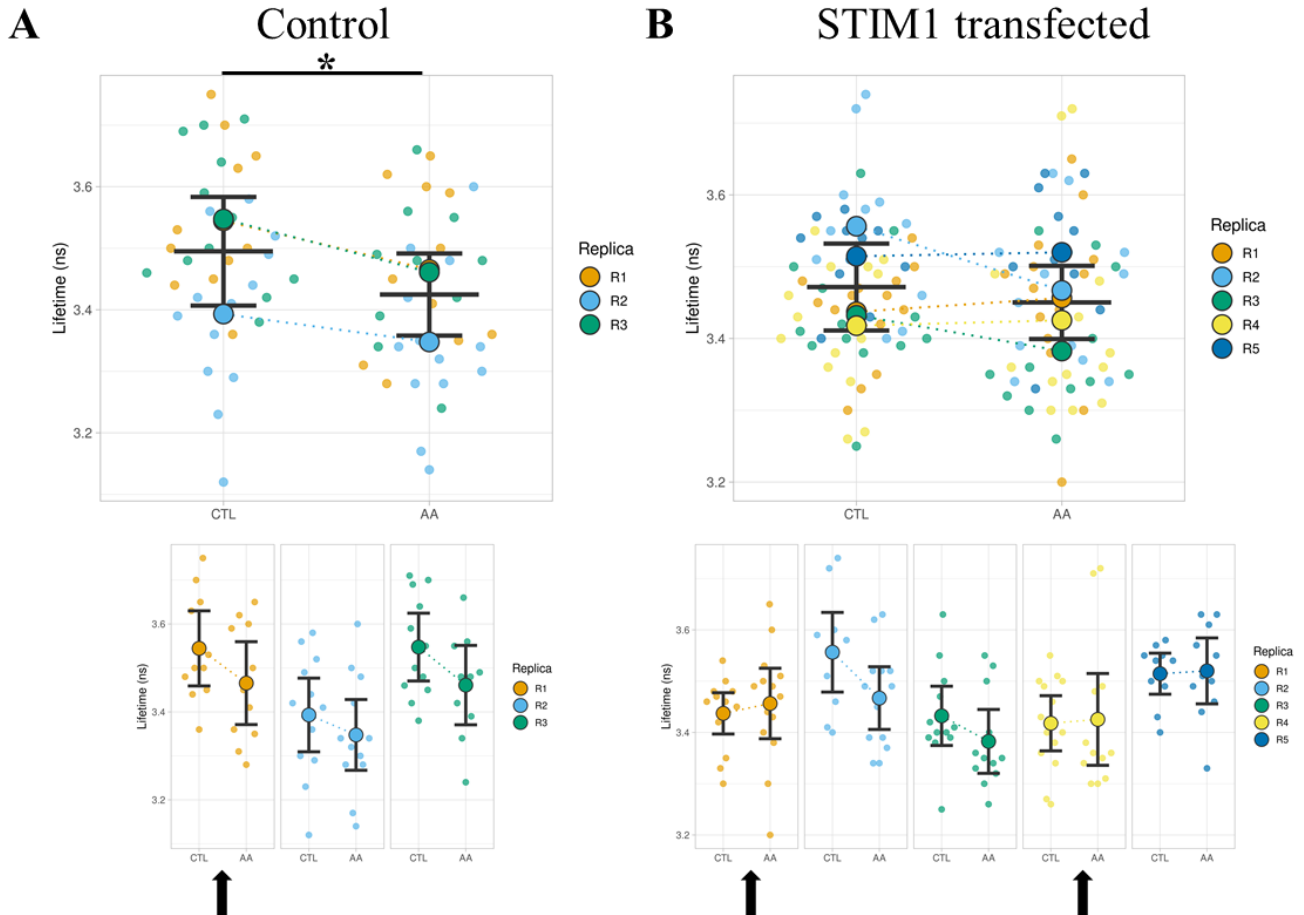 A Control
B STIM1 transfected
*
Lifetime (ns)
3.6
3.4
3.2
CTL AA
Replica
R1
R2
R3
Lifetime (ns)
3.6
3.4
3.2
CTL AA
Replica
R1
R2
R3
R4
R5
Lifetime (ns)
3.6
3.4
3.2
CTL AA CTL AA CTL AA
Replica
R1
R2
R3
Lifetime (ns)
3.6
3.4
3.2
CTL AA CTL AA CTL AA CTL AA CTL AA
Replica
R1
R2
R3
R4
R5